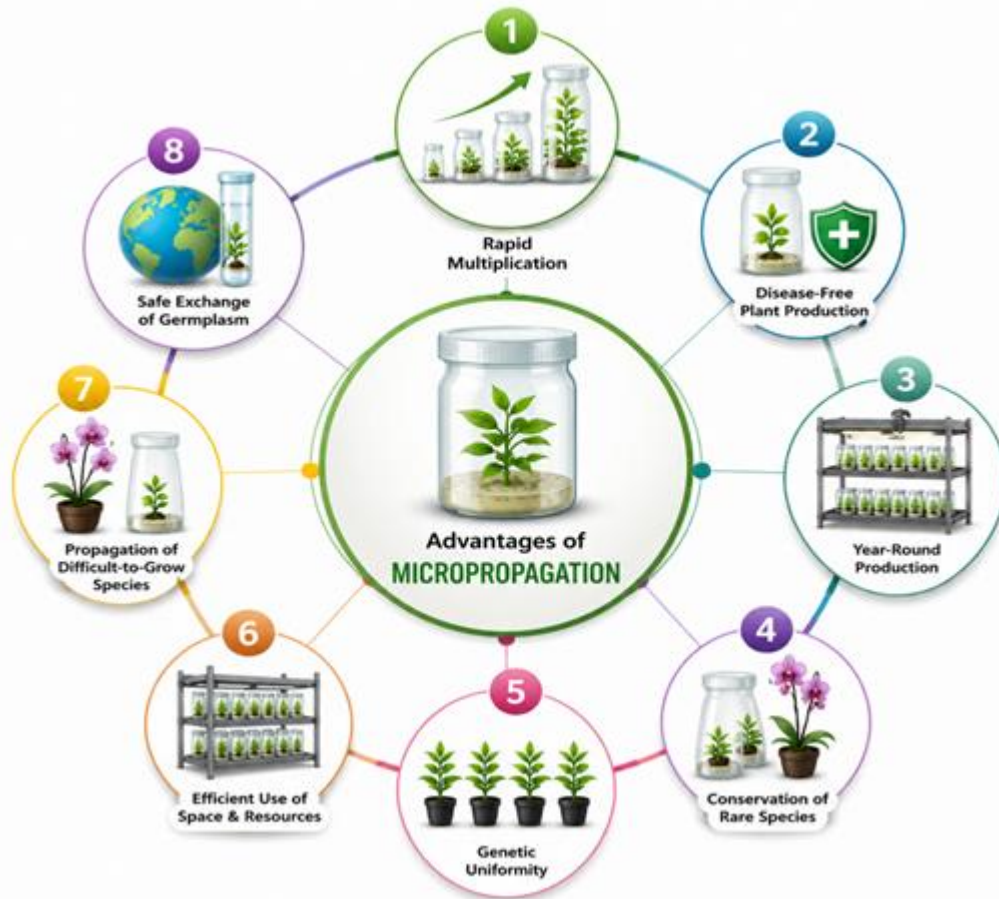 1
Rapid
Multiplication
2
Disease-Free
Plant Production
3
Year-Round
Production
4
Conservation of
Rare Species
5
Genetic
Uniformity
6
Efficient Use of
Space & Resources
7
Propagation of
Difficult-to-Grow
Species
8
Safe Exchange
of Germplasm
Advantages of
MICROPROPAGATION